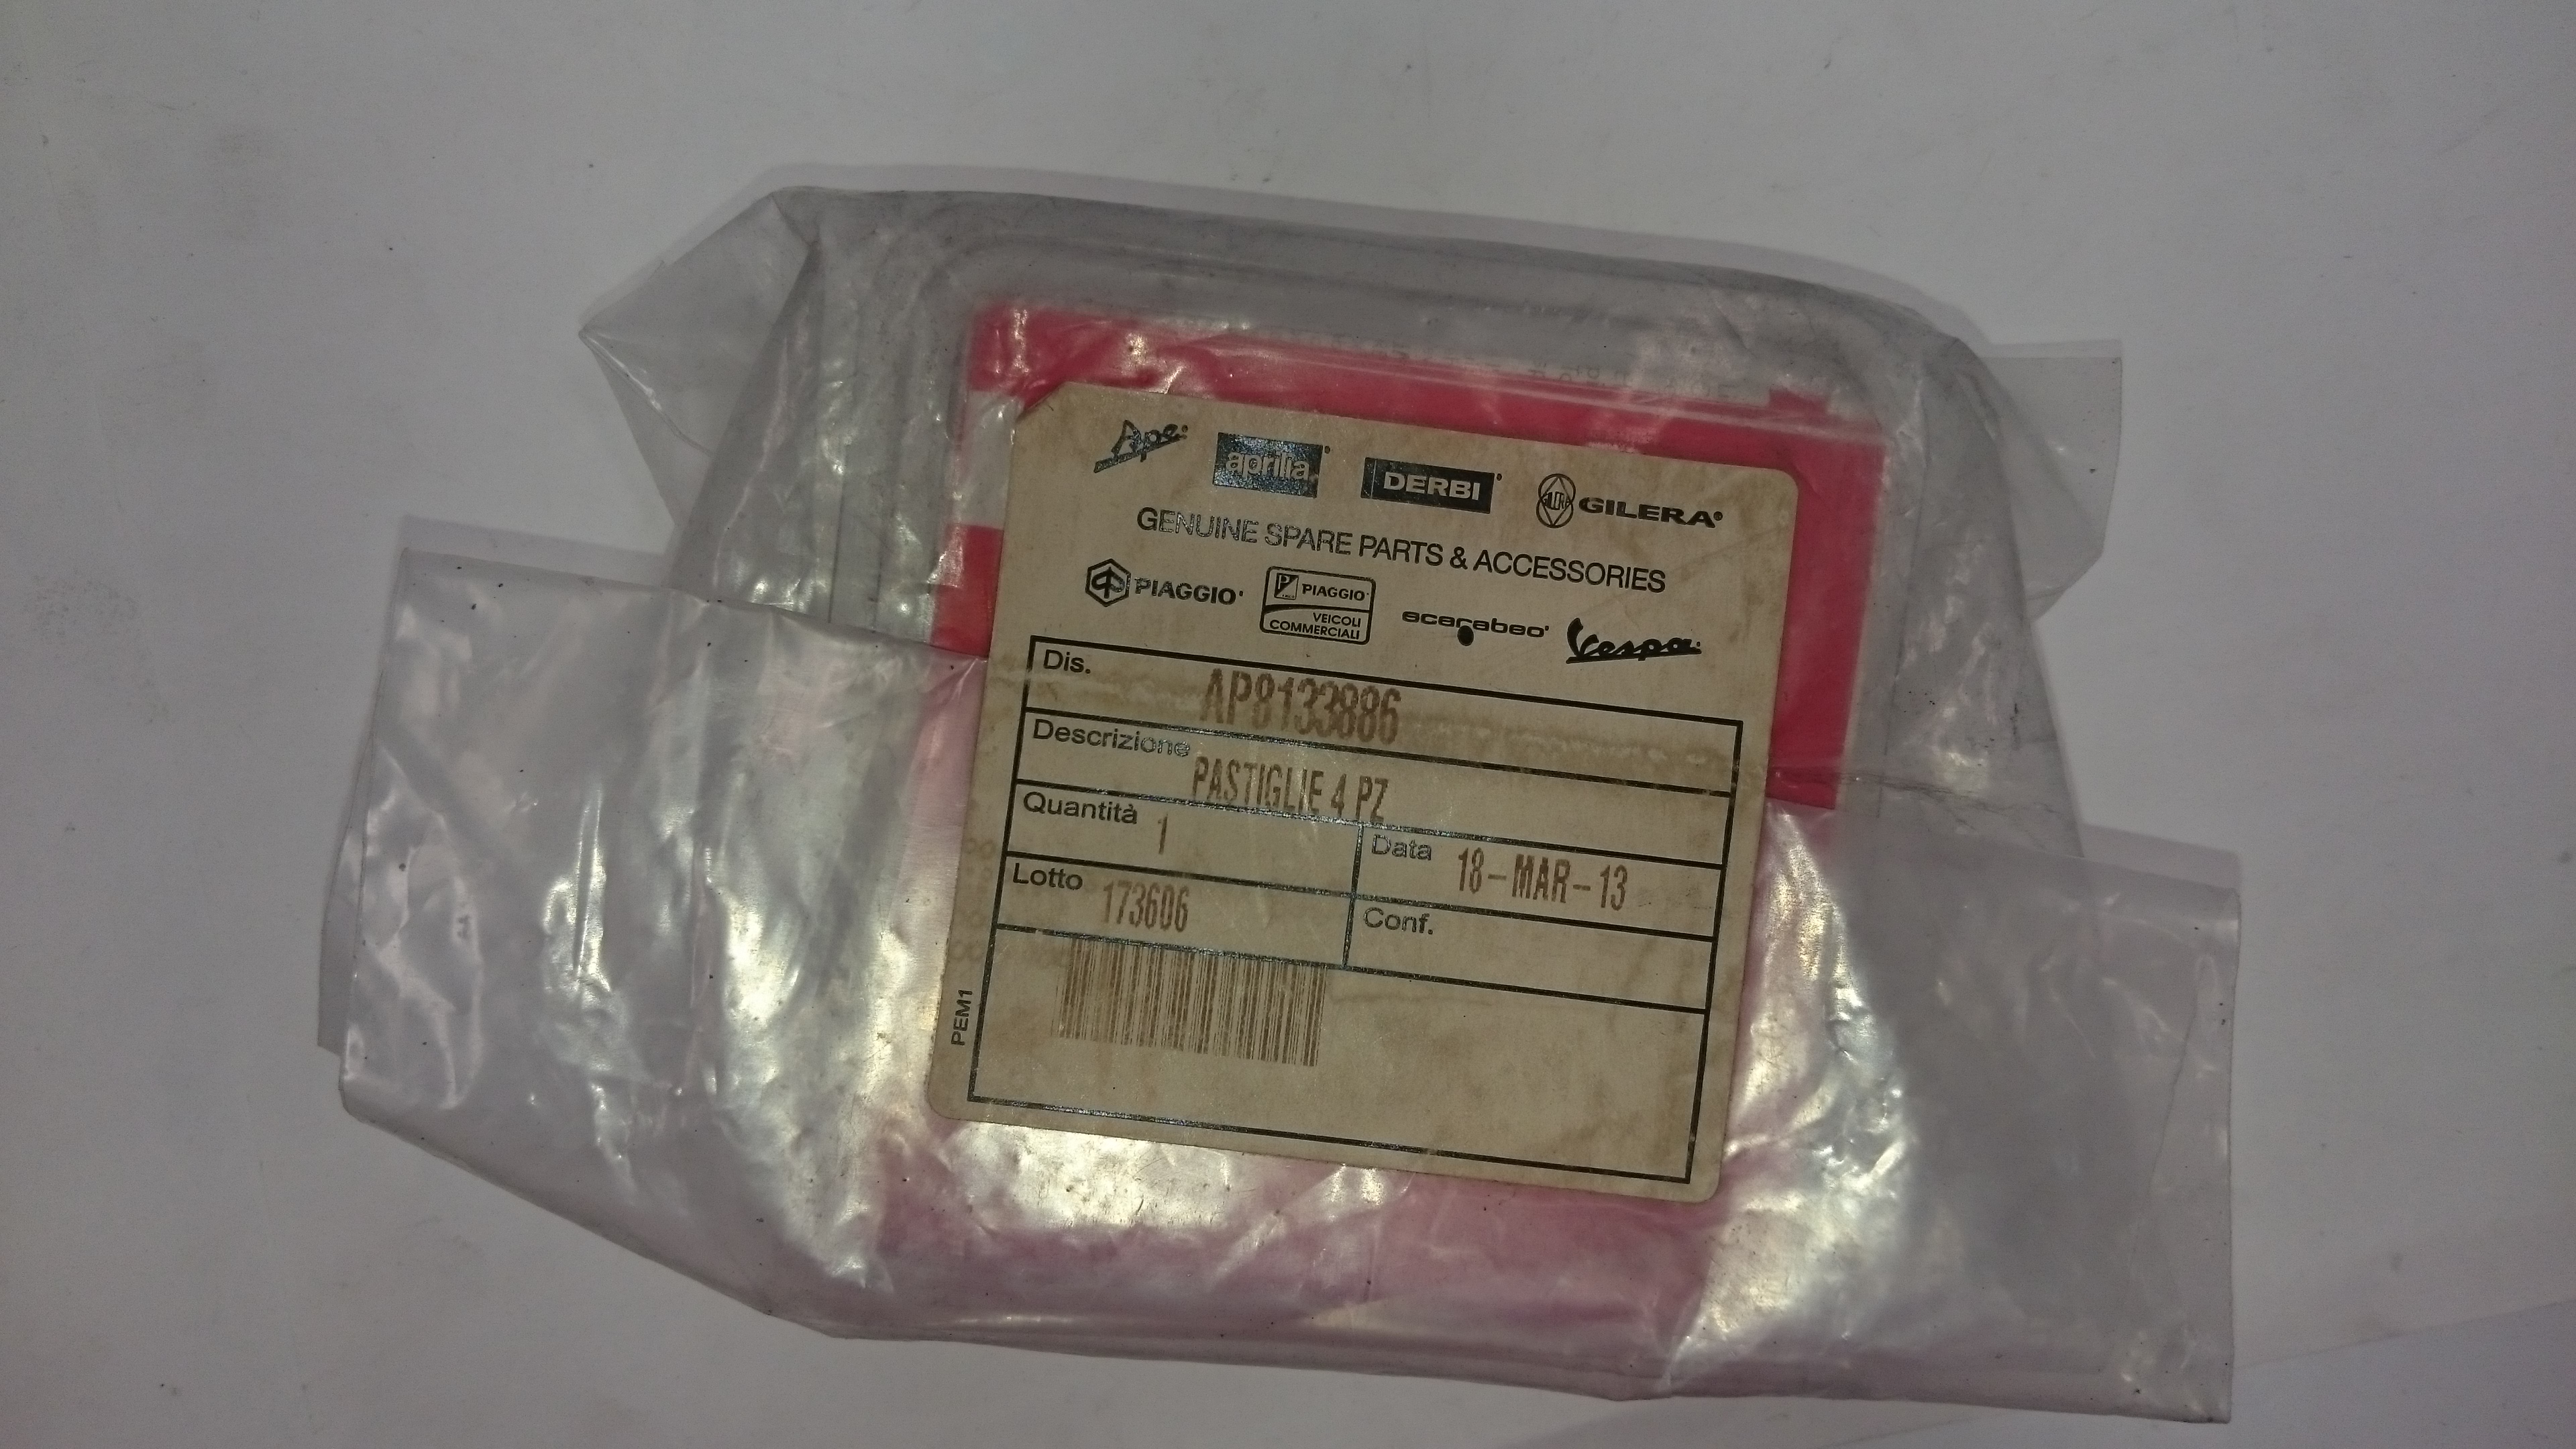 Ape
aprilia
DERBI
GILERA GILERA
GENUINE SPARE PARTS & ACCESSORIES
PIAGGIO
P PIAGGIO
VEICOLI
COMMERCIALI
scarabeo
Vespa
Dis. AP8133886
Descrizione
PASTIGLIE 4 PZ
Quantità 1
Data 18-MAR-13
Lotto 173606
Conf.
PEM1